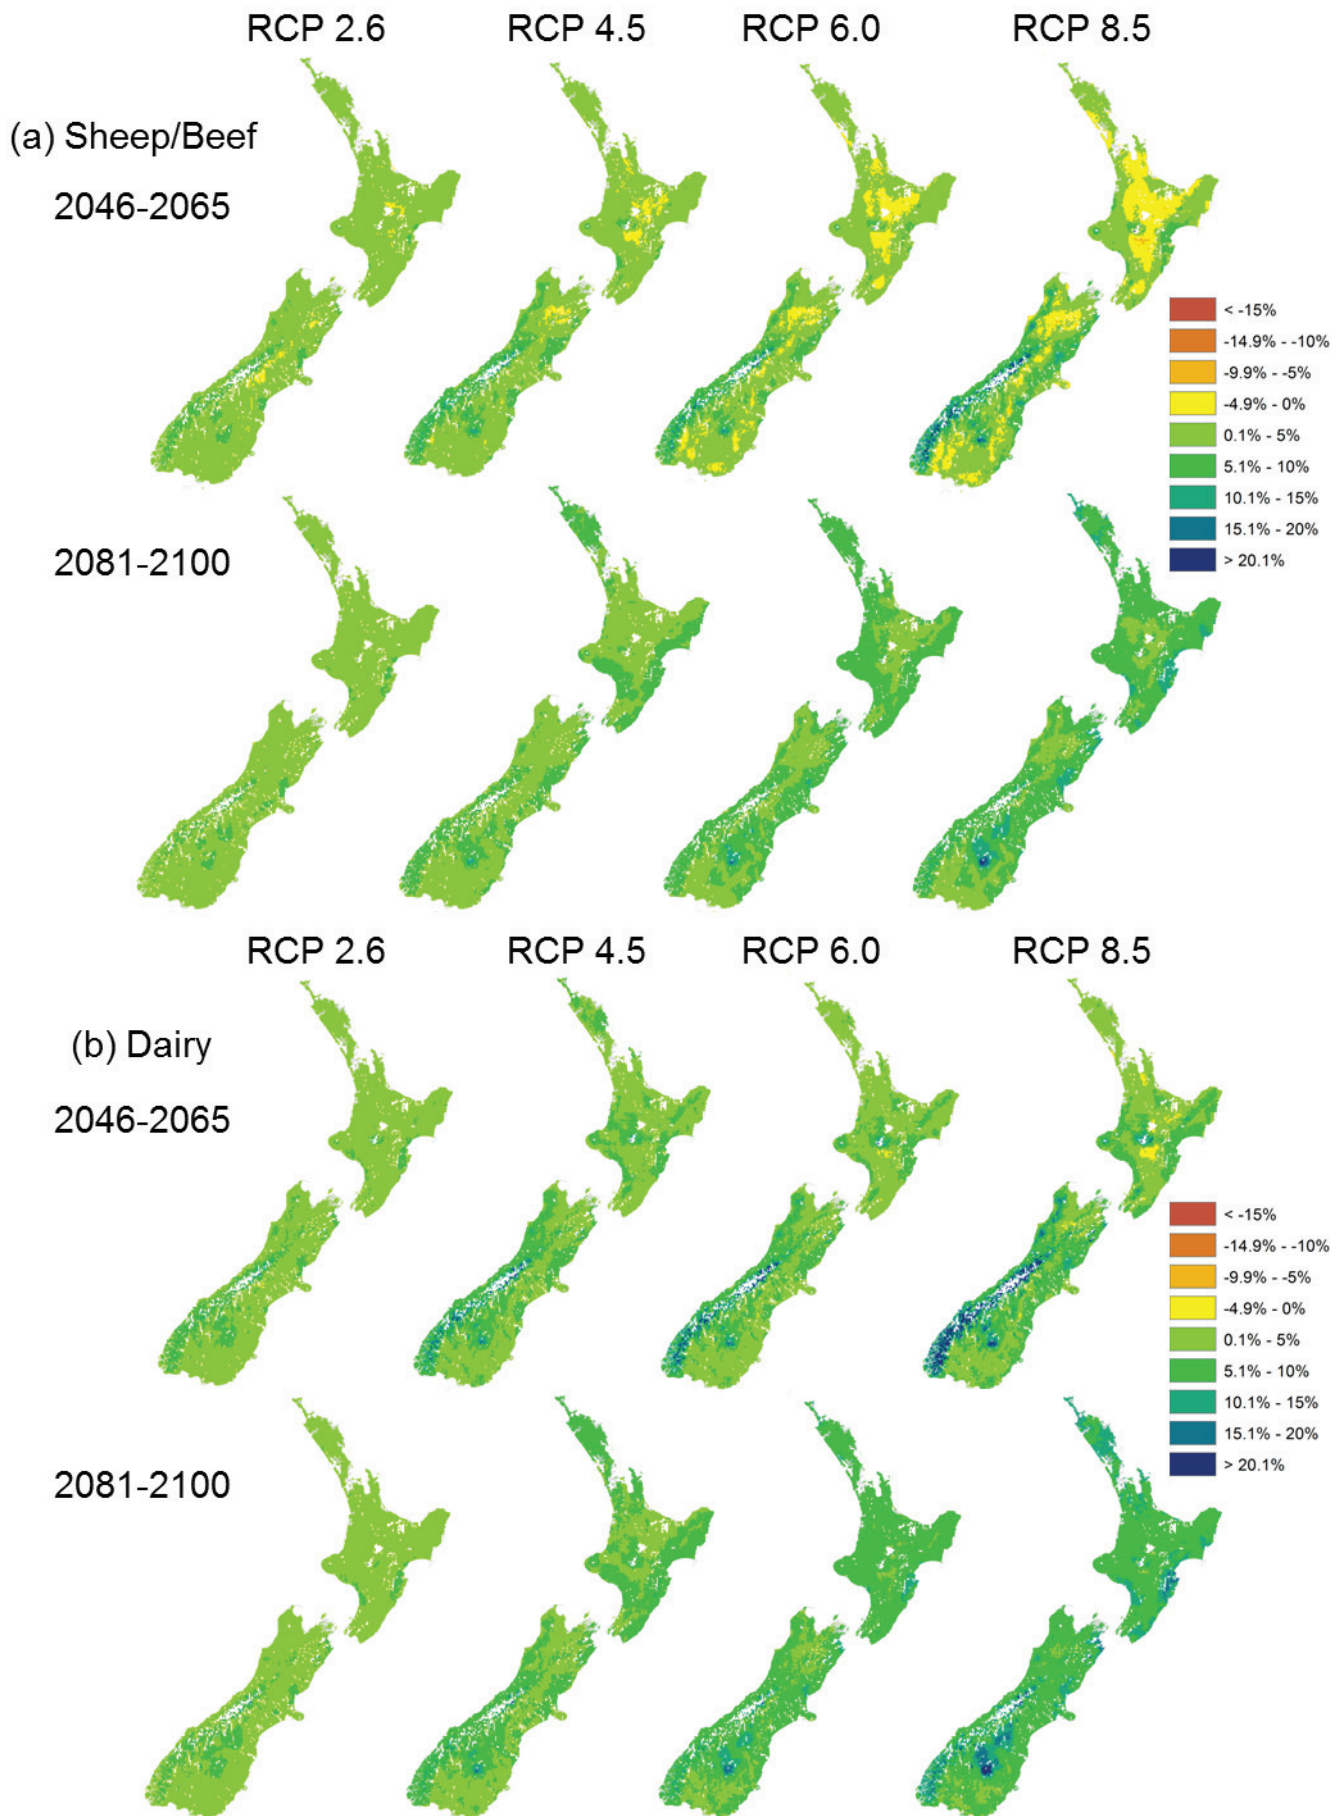 RCP 2.6 RCP 4.5 RCP 6.0 RCP 8.5
(a) Sheep/Beef
2046-2065
< -15%
-14.9% - -10%
-9.9% - -5%
-4.9% - 0%
0.1% - 5%
5.1% - 10%
10.1% - 15%
15.1% - 20%
> 20.1%
2081-2100
RCP 2.6 RCP 4.5 RCP 6.0 RCP 8.5
(b) Dairy
2046-2065
< -15%
-14.9% - -10%
-9.9% - -5%
-4.9% - 0%
0.1% - 5%
5.1% - 10%
10.1% - 15%
15.1% - 20%
> 20.1%
2081-2100